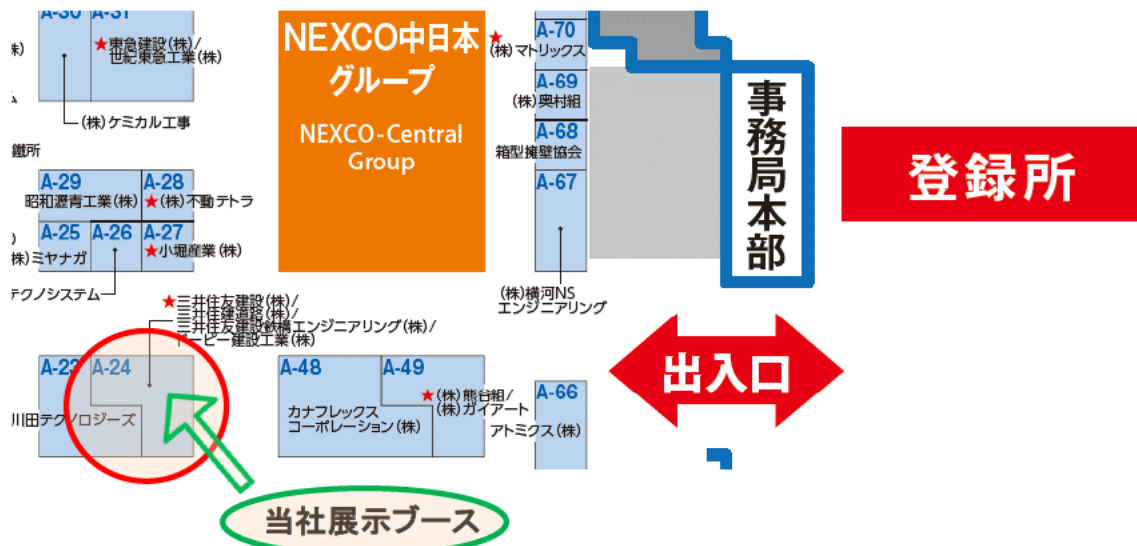 A-30 A-31
★東急建設(株)/
世紀東急工業(株)
(株)ケミカル工事
鐵所
NEXCO中日本
グループ
NEXCO-Central
Group
A-70
★(株)マトリックス
A-69
(株)奥村組
A-68
箱型擁壁協会
A-67
(株)横河NS
エンジニアリング
事務局本部
登録所
A-29 A-28
昭和瀝青工業(株) ★(株)不動テトラ
A-25 A-26 A-27
(株)ミヤナガ ★小堀産業(株)
テクノシステム
★三井住友建設(株)/
三井住建道路(株)/
三井住友建設鉄構エンジニアリング(株)/
ドーピー建設工業(株)
A-23 A-24
川田テクノロジーズ
A-48 A-49
カナフレックス
コーポレーション(株)
★(株)熊谷組/
(株)ガイアート
A-66
アトミクス(株)
出入口
当社展示ブース